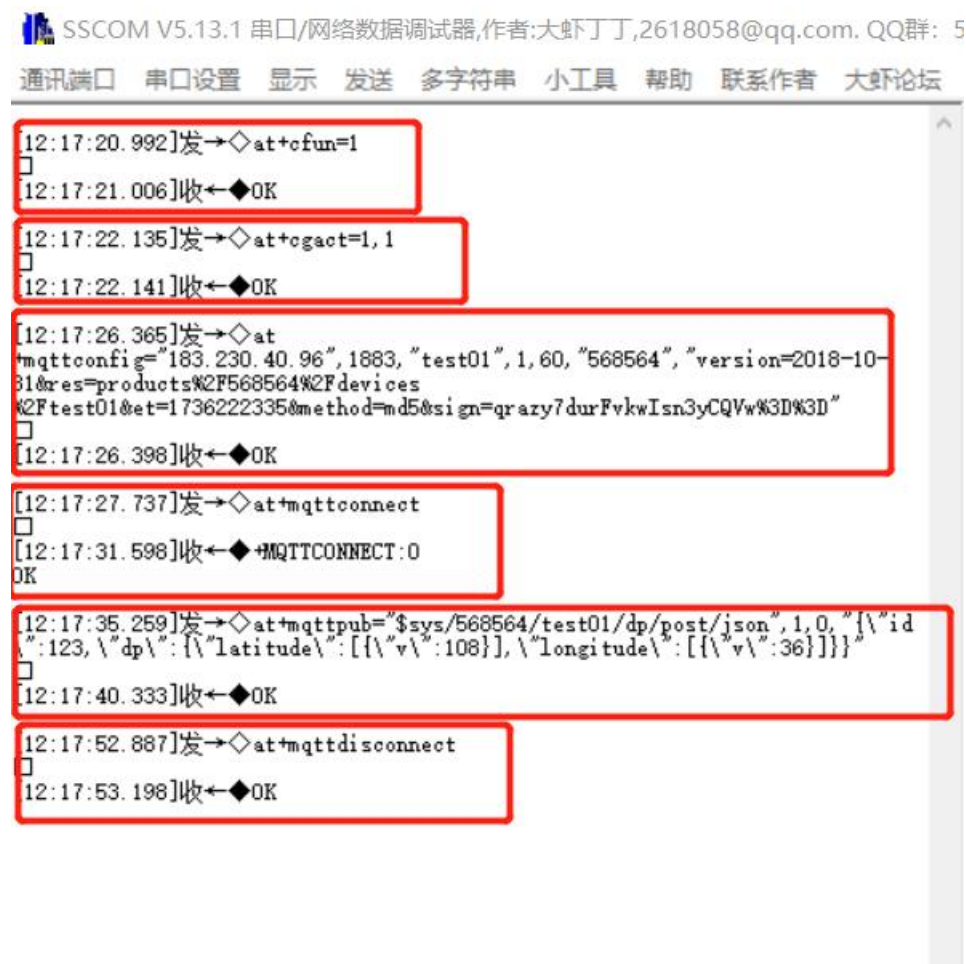 SSCOM V5.13.1 串口/网络数据调试器,作者:大虾丁丁,2618058@qq.com. QQ群: 5
通讯端口 串口设置 显示 发送 多字符串 小工具 帮助 联系作者 大虾论坛
[12:17:20.992]发→◇at+cfun=1
□
[12:17:21.006]收←◆OK
[12:17:22.135]发→◇at+cgact=1,1
□
[12:17:22.141]收←◆OK
[12:17:26.365]发→◇at
+mqttconfig="183.230.40.96",1883,"test01",1,60,"568564","version=2018-10-
31&res=products%2F568564%2Fdevices
%2Ftest01&et=1736222335&method=md5&sign=qrazy7durFvkwIsn3yCQVw%3D%3D"
□
[12:17:26.398]收←◆OK
[12:17:27.737]发→◇at+mqttconnect
□
[12:17:31.598]收←◆+MQTTCONNECT:0
OK
[12:17:35.259]发→◇at+mqttpub="$sys/568564/test01/dp/post/json",1,0,"{\"id
\":123,\"dp\":{\"latitude\":[{\"v\":108}],\"longitude\":[{\"v\":36}]}}"
□
[12:17:40.333]收←◆OK
[12:17:52.887]发→◇at+mqttdisconnect
□
[12:17:53.198]收←◆OK